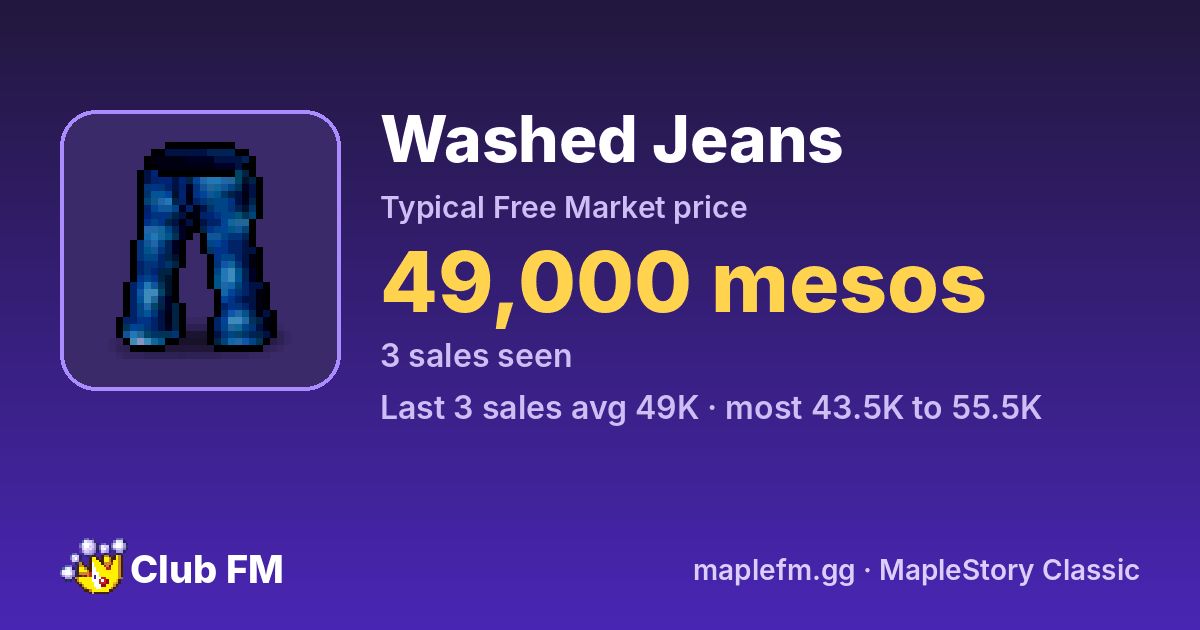 Washed Jeans
Typical Free Market price
49,000 mesos
3 sales seen
Last 3 sales avg 49K · most 43.5K to 55.5K
Club FM
maplefm.gg · MapleStory Classic